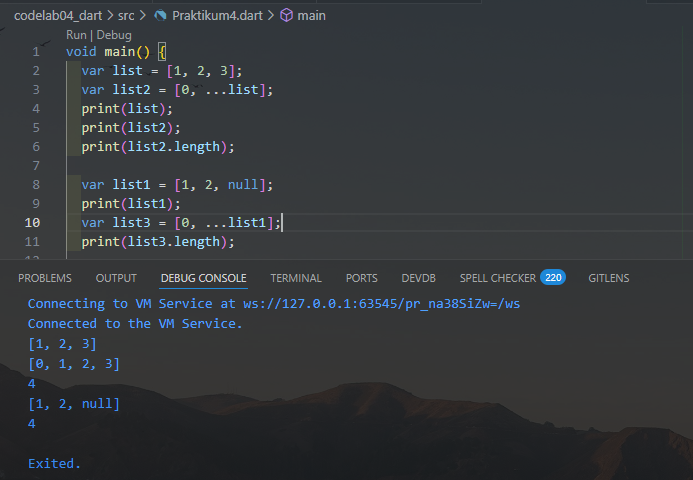 codelab04_dart > src > Praktikum4.dart > main
Run | Debug
1 void main() {
2 var list = [1, 2, 3];
3 var list2 = [0, ...list];
4 print(list);
5 print(list2);
6 print(list2.length);
7
8 var list1 = [1, 2, null];
9 print(list1);
10 var list3 = [0, ...list1];
11 print(list3.length);
12
PROBLEMS OUTPUT DEBUG CONSOLE TERMINAL PORTS DEVDB SPELL CHECKER 220 GITLENS
Connecting to VM Service at ws://127.0.0.1:63545/pr_na38SiZw=/ws
Connected to the VM Service.
[1, 2, 3]
[0, 1, 2, 3]
4
[1, 2, null]
4
Exited.